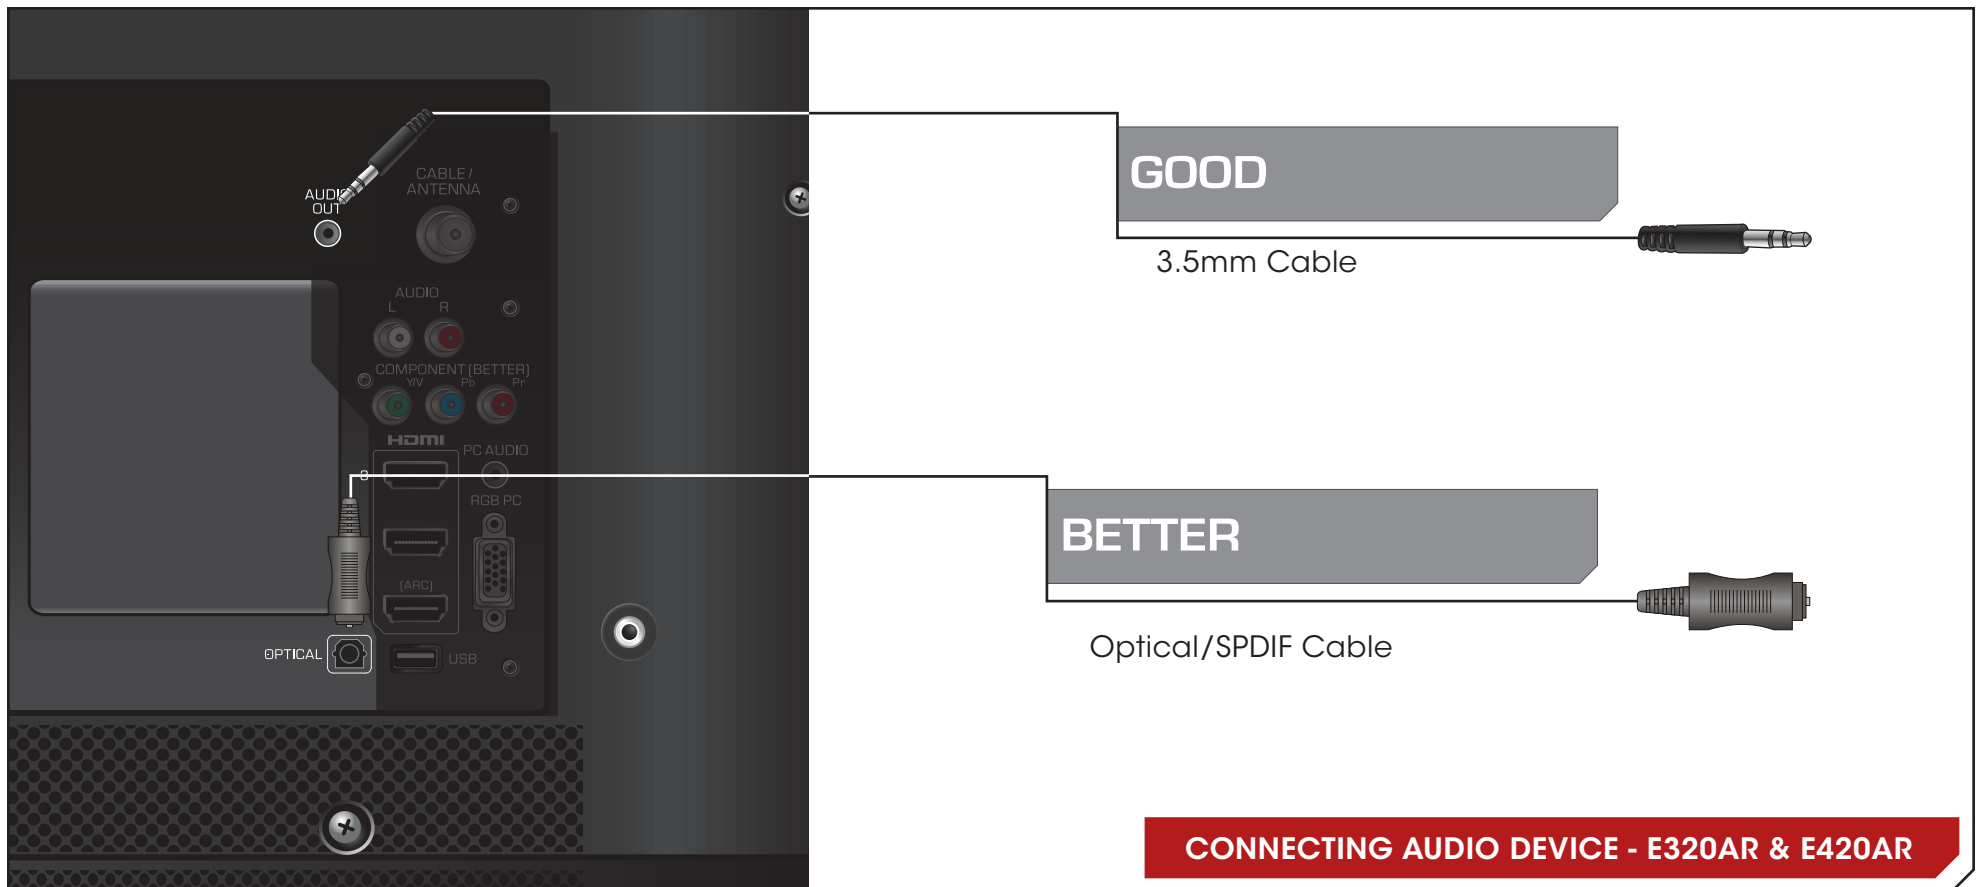 AUDIO
OUT
CABLE /
ANTENNA
AUDIO
L R
COMPONENT (BETTER)
Y/V Pb Pr
HDMI
PC AUDIO
RGB PC
(ARC)
OPTICAL
USB
GOOD
3.5mm Cable
BETTER
Optical/SPDIF Cable
CONNECTING AUDIO DEVICE - E320AR & E420AR